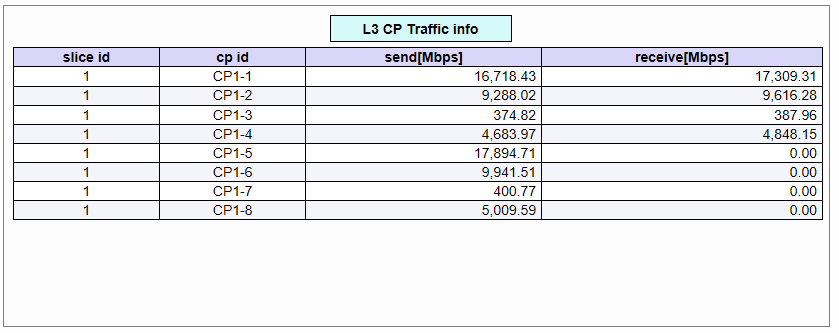 L3 CP Traffic info
slice id cp id send[Mbps] receive[Mbps]
1 CP1-1 16,718.43 17,309.31
1 CP1-2 9,288.02 9,616.28
1 CP1-3 374.82 387.96
1 CP1-4 4,683.97 4,848.15
1 CP1-5 17,894.71 0.00
1 CP1-6 9,941.51 0.00
1 CP1-7 400.77 0.00
1 CP1-8 5,009.59 0.00